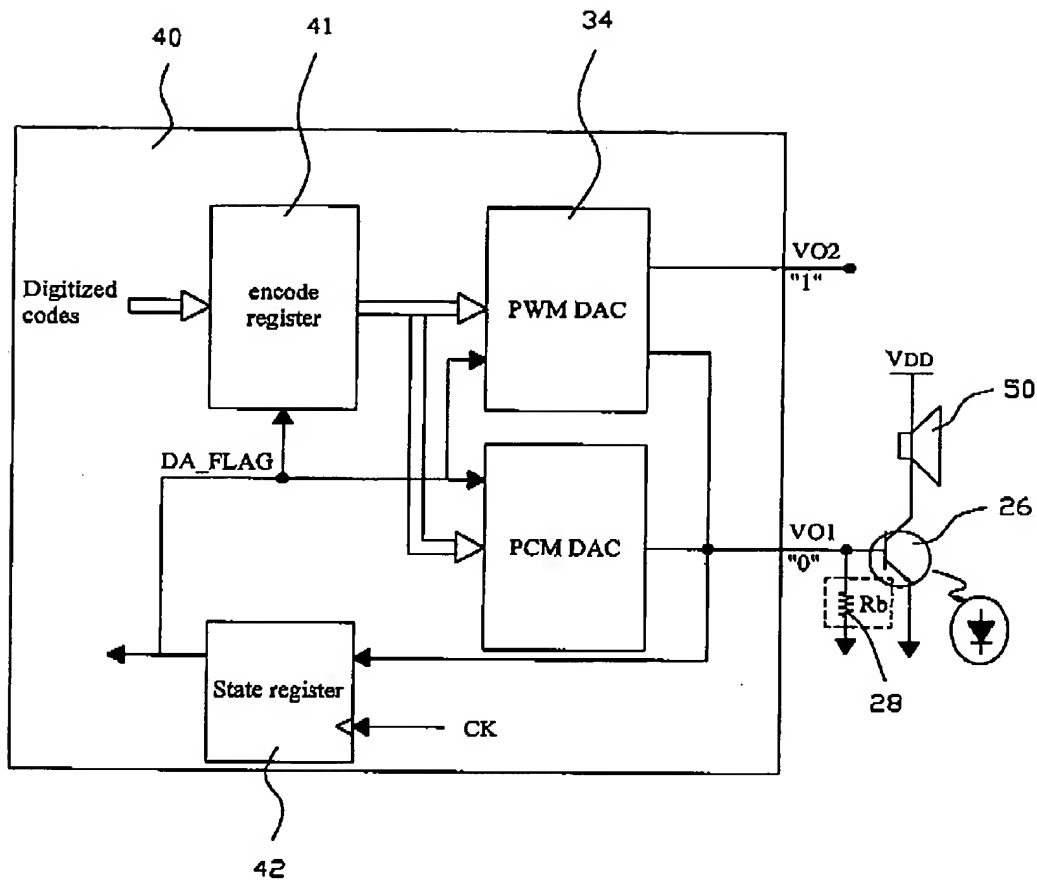 40
41
34
Digitized
codes
encode
register
PWM DAC
VO2
"1"
VDD
50
DA_FLAG
PCM DAC
VO1
"0"
26
Rb
28
State register
CK
42